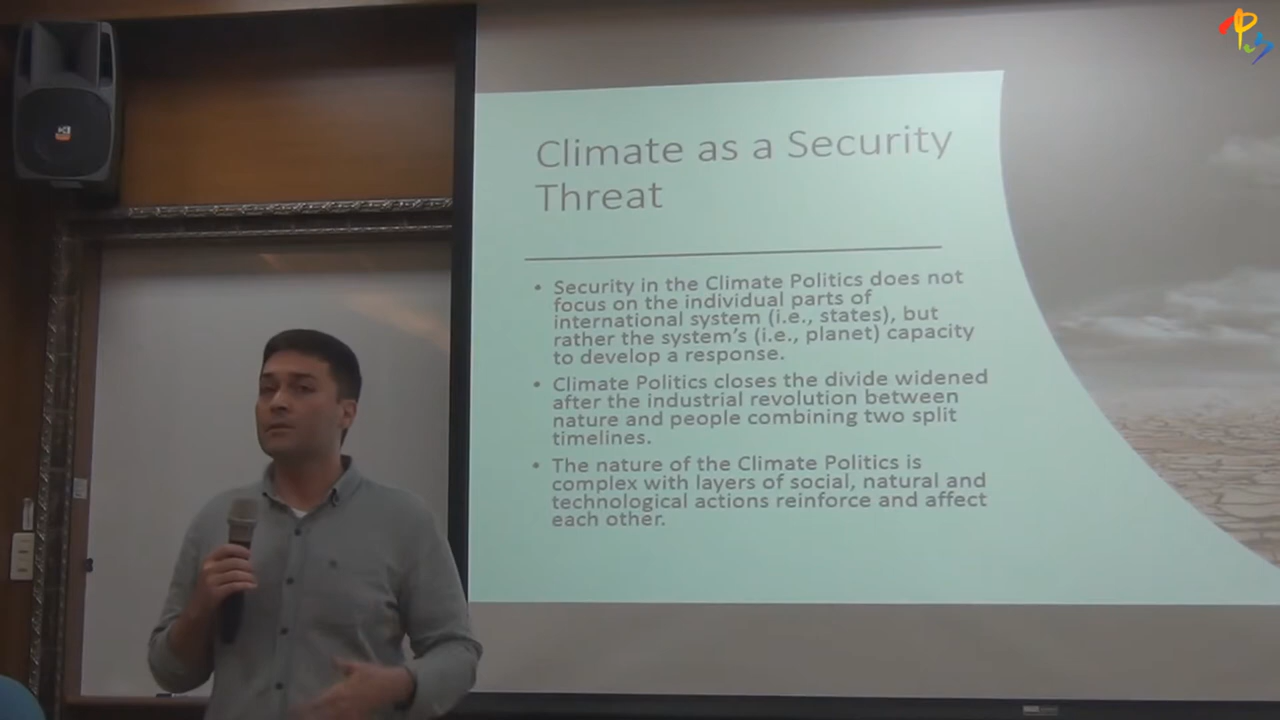 Climate as a Security
Threat
• Security in the Climate Politics does not
focus on the individual parts of
international system (i.e., states), but
rather the system's (i.e., planet) capacity
to develop a response.
• Climate Politics closes the divide widened
after the industrial revolution between
nature and people combining two split
timelines.
• The nature of the Climate Politics is
complex with layers of social, natural and
technological actions reinforce and affect
each other.